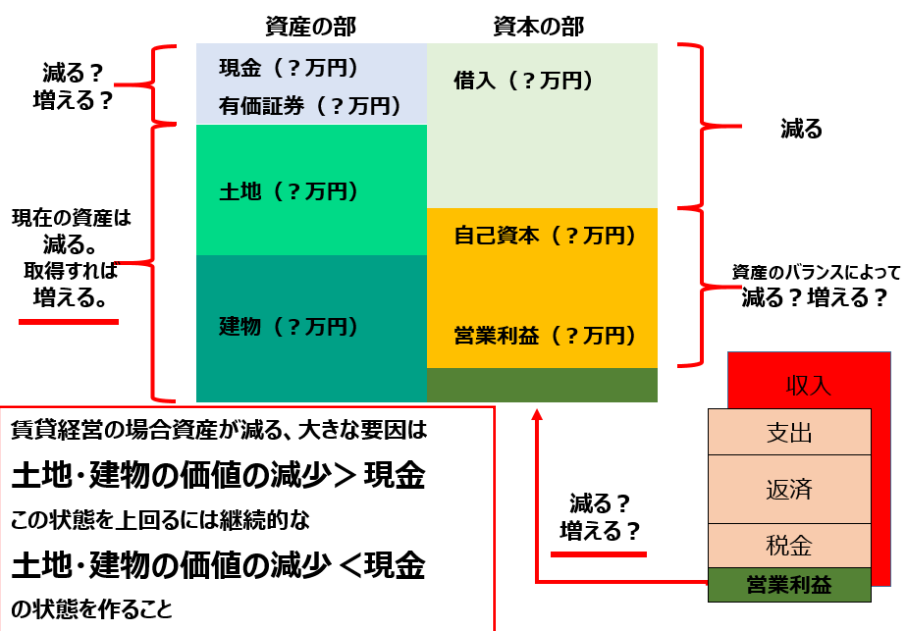 資産の部
資本の部
減る？
増える？
現金（？万円）
有価証券（？万円）
借入（？万円）
減る
土地（？万円）
現在の資産は
減る。
取得すれば
増える。
自己資本（？万円）
資産のバランスによって
減る？増える？
建物（？万円）
営業利益（？万円）
収入
支出
返済
税金
営業利益
減る？
増える？
賃貸経営の場合資産が減る、大きな要因は
土地・建物の価値の減少＞現金
この状態を上回るには継続的な
土地・建物の価値の減少＜現金
の状態を作ること